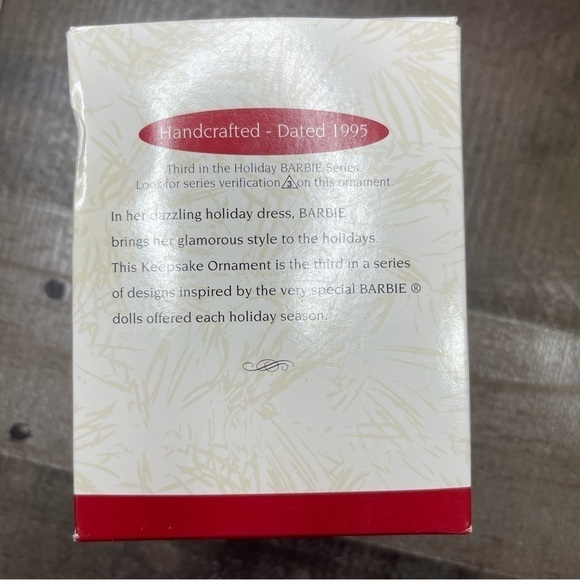 Handcrafted - Dated 1995
Third in the Holiday BARBIE Series.
Look for series verification 3 on this ornament.
In her dazzling holiday dress, BARBIE
brings her glamorous style to the holidays.
This Keepsake Ornament is the third in a series
of designs inspired by the very special BARBIE ®
dolls offered each holiday season.